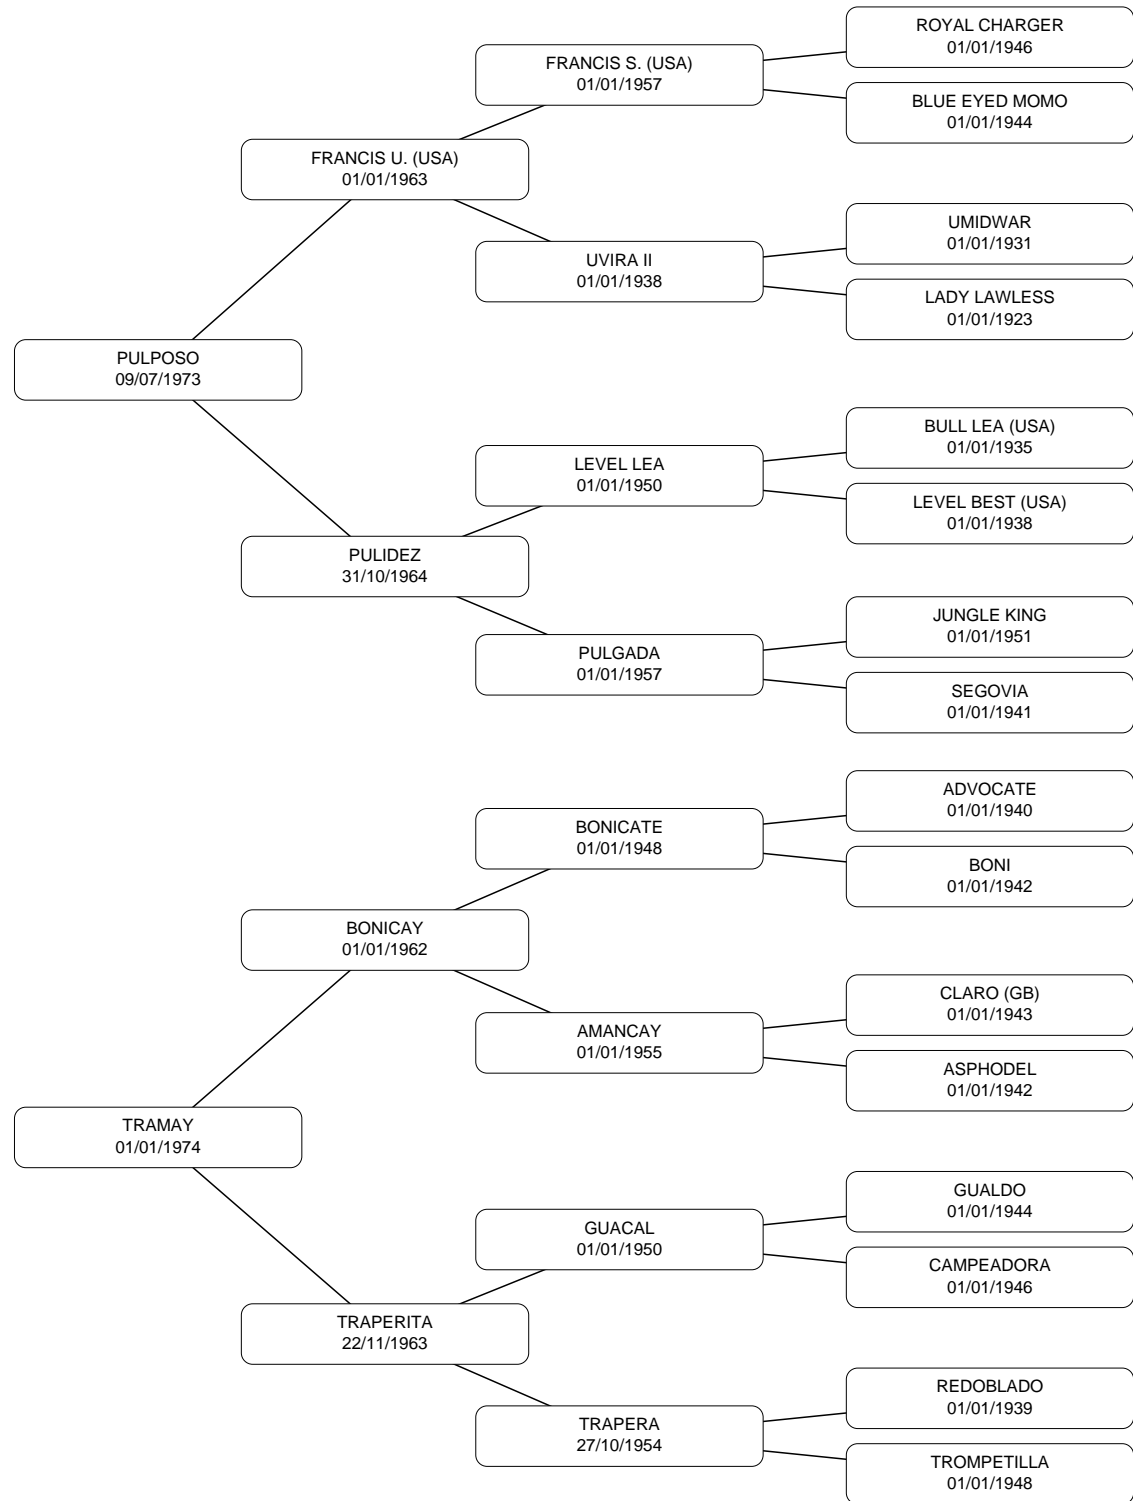 ROYAL CHARGER
01/01/1946
FRANCIS S. (USA)
01/01/1957
BLUE EYED MOMO
01/01/1944
FRANCIS U. (USA)
01/01/1963
UMIDWAR
01/01/1931
UVIRA II
01/01/1938
LADY LAWLESS
01/01/1923
PULPOSO
09/07/1973
BULL LEA (USA)
01/01/1935
LEVEL LEA
01/01/1950
LEVEL BEST (USA)
01/01/1938
PULIDEZ
31/10/1964
JUNGLE KING
01/01/1951
PULGADA
01/01/1957
SEGOVIA
01/01/1941
ADVOCATE
01/01/1940
BONICATE
01/01/1948
BONI
01/01/1942
BONICAY
01/01/1962
CLARO (GB)
01/01/1943
AMANCAY
01/01/1955
ASPHODEL
01/01/1942
TRAMAY
01/01/1974
GUALDO
01/01/1944
GUACAL
01/01/1950
CAMPEADORA
01/01/1946
TRAPERITA
22/11/1963
REDOBLADO
01/01/1939
TRAPERA
27/10/1954
TROMPETILLA
01/01/1948